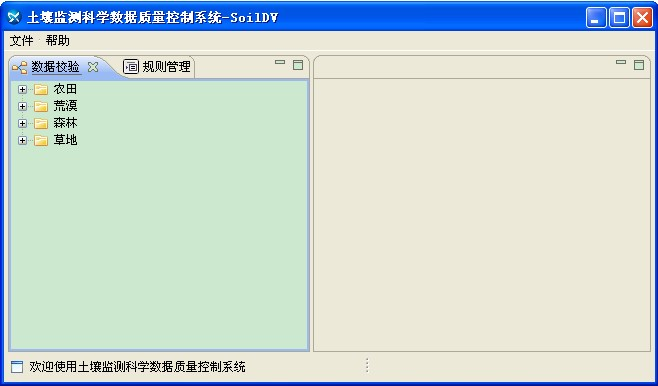 土壤监测科学数据质量控制系统-SoilDV
文件 帮助
数据校验 规则管理
农田
荒漠
森林
草地
欢迎使用土壤监测科学数据质量控制系统